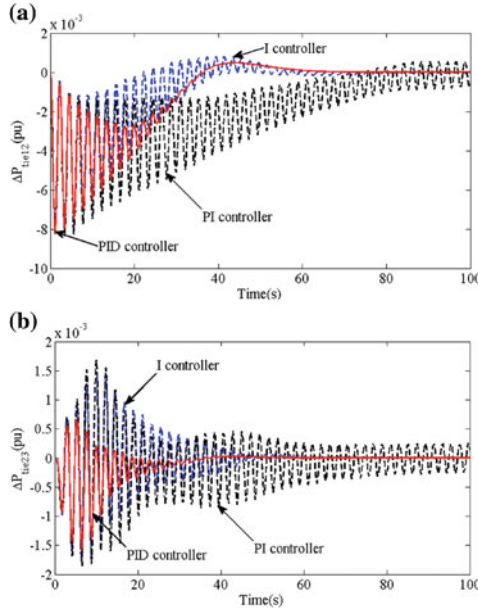 (a)
x 10⁻³
2
0
-2
-4
-6
-8
-10
ΔP_tie12(pu)
I controller
PI controller
PID controller
0 20 40 60 80 100
Time(s)
(b)
x 10⁻³
2
1.5
1
0.5
0
-0.5
-1
-1.5
-2
ΔP_tie23(pu)
I controller
PI controller
PID controller
0 20 40 60 80 100
Time(s)